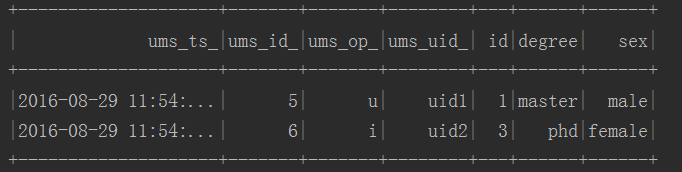 +--------------------+-------+-------+--------+---+------+------+
|             ums_ts_|ums_id_|ums_op_|ums_uid_| id|degree|   sex|
+--------------------+-------+-------+--------+---+------+------+
|2016-08-29 11:54:...|      5|      u|    uid1|  1|master|  male|
|2016-08-29 11:54:...|      6|      i|    uid2|  3|   phd|female|
+--------------------+-------+-------+--------+---+------+------+